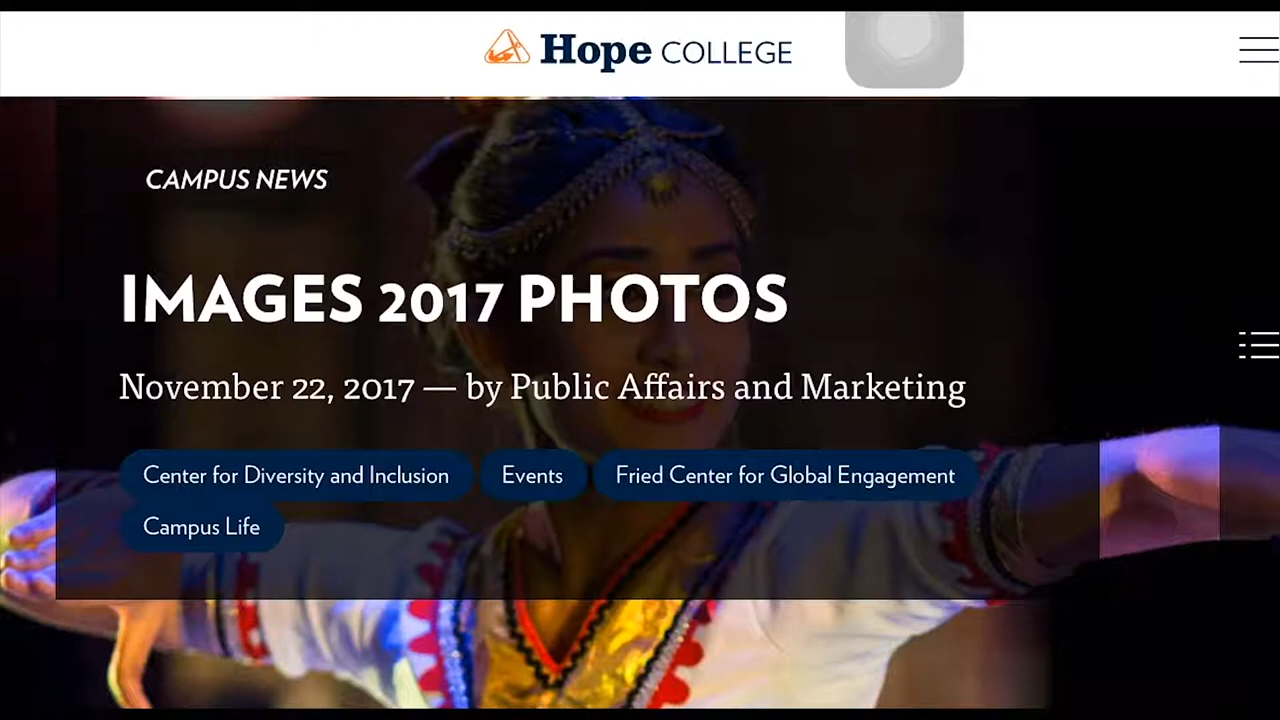 Hope COLLEGE
CAMPUS NEWS
IMAGES 2017 PHOTOS
November 22, 2017 — by Public Affairs and Marketing
Center for Diversity and Inclusion Events Fried Center for Global Engagement
Campus Life